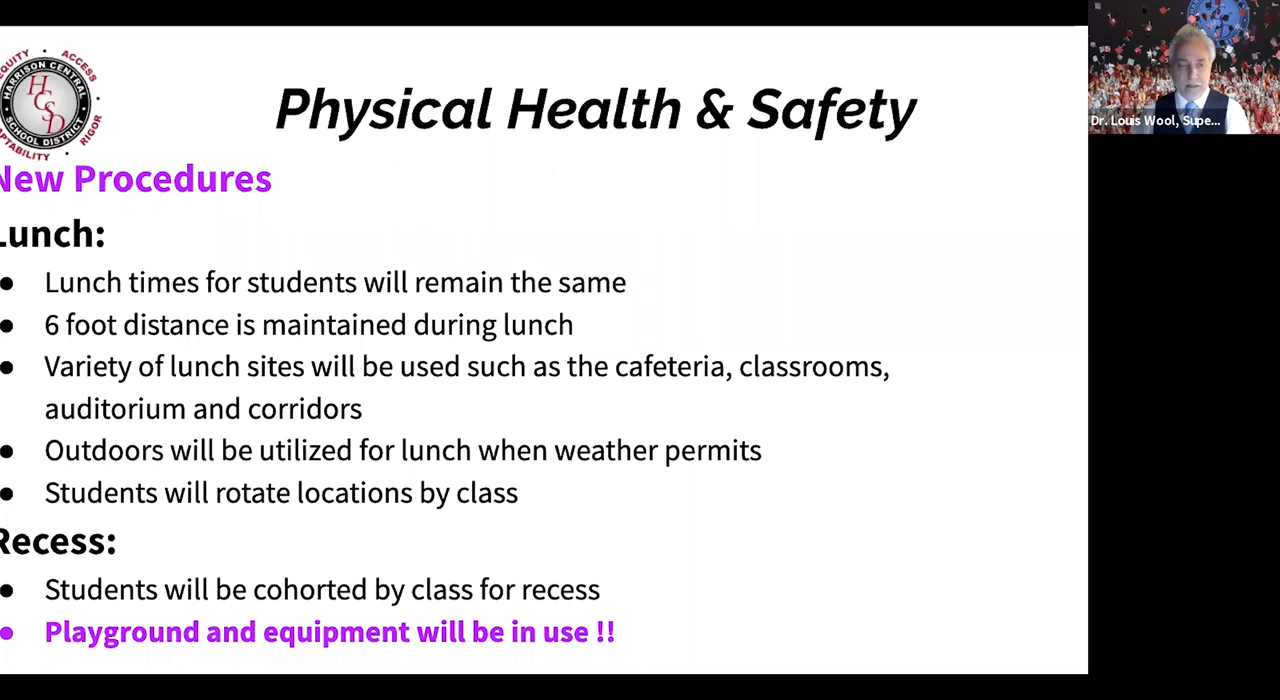 EQUITY • ACCESS
HARRISON CENTRAL
HCSD
SCHOOL DISTRICT
RIGOR
Physical Health & Safety
New Procedures
Lunch:
● Lunch times for students will remain the same
● 6 foot distance is maintained during lunch
● Variety of lunch sites will be used such as the cafeteria, classrooms,
auditorium and corridors
● Outdoors will be utilized for lunch when weather permits
● Students will rotate locations by class
Recess:
● Students will be cohorted by class for recess
● Playground and equipment will be in use !!
Dr. Louis Wool, Supe...